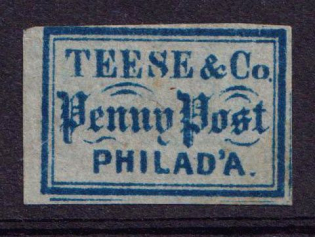 TEESE & Co.
Penny Post
PHILAD'A.